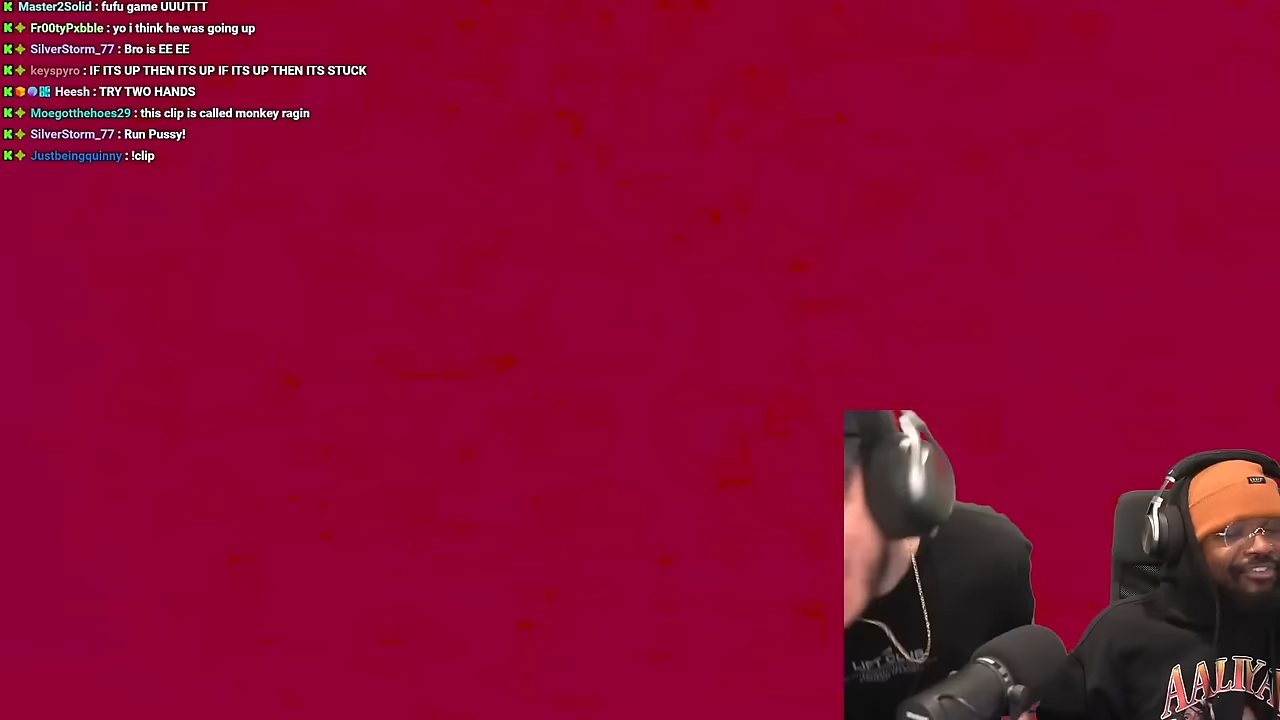 Master2Solid : fufu game UUUTTT
Fr00tyPxbble : yo i think he was going up
SilverStorm_77 : Bro is EE EE
keyspyro : IF ITS UP THEN ITS UP IF ITS UP THEN ITS STUCK
Heesh : TRY TWO HANDS
Moegotthehoes29 : this clip is called monkey ragin
SilverStorm_77 : Run Pussy!
Justbeingquinny : !clip
LIFT CLUB
AALIYA